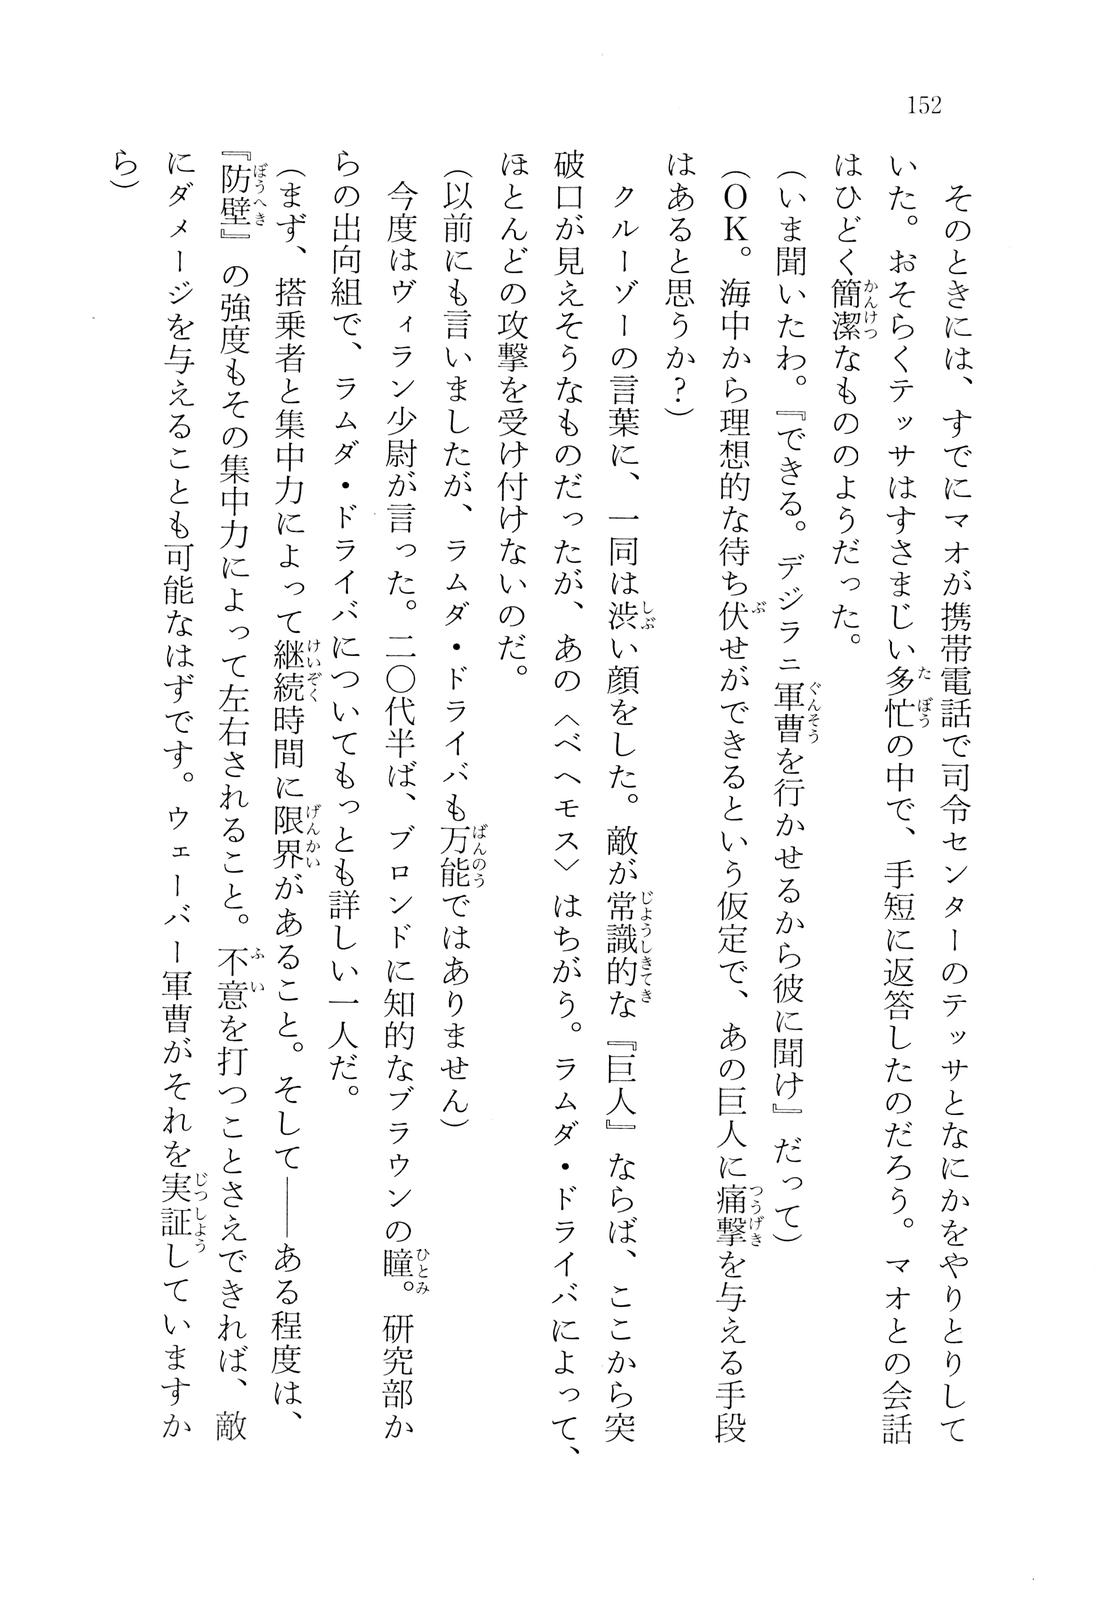 152
　そのときには、すでにマオが携帯電話で司令センターのテッサとなにかをやりとりして
いた。おそらくテッサはすさまじい多忙の中で、手短に返答したのだろう。マオとの会話
はひどく簡潔なもののようだった。
（いま聞いたわ。『できる。デジラニ軍曹を行かせるから彼に聞け』だって）
（ＯＫ。海中から理想的な待ち伏せができるという仮定で、あの巨人に痛撃を与える手段
はあると思うか？）
　クルーゾーの言葉に、一同は渋い顔をした。敵が常識的な『巨人』ならば、ここから突
破口が見えそうなものだったが、あの〈ベヘモス〉はちがう。ラムダ・ドライバによって、
ほとんどの攻撃を受け付けないのだ。
（以前にも言いましたが、ラムダ・ドライバも万能ではありません）
　今度はヴィラン少尉が言った。二〇代半ば、ブロンドに知的なブラウンの瞳。研究部か
らの出向組で、ラムダ・ドライバについてもっとも詳しい一人だ。
（まず、搭乗者と集中力によって継続時間に限界があること。そして――ある程度は、
『防壁』の強度もその集中力によって左右されること。不意を打つことさえできれば、敵
にダメージを与えることも可能なはずです。ウェーバー軍曹がそれを実証していますか
ら）